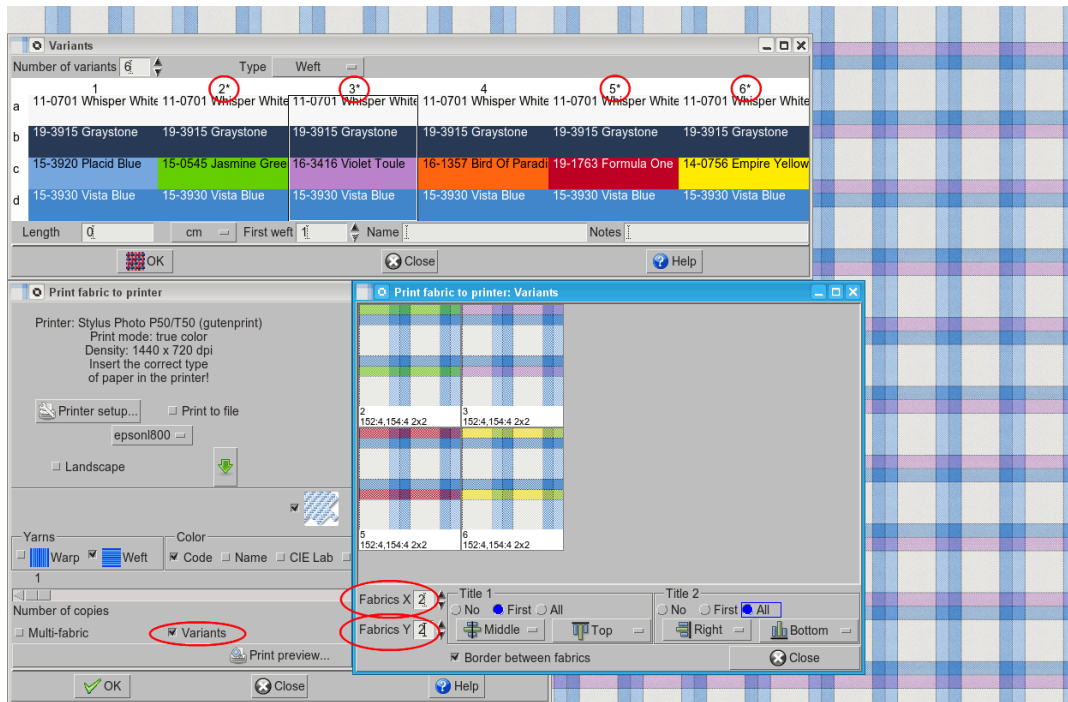 Variants
Number of variants 6 Type Weft
1 2* 3* 4 5* 6*
a 11-0701 Whisper White 11-0701 Whisper White 11-0701 Whisper White 11-0701 Whisper White 11-0701 Whisper White 11-0701 Whisper White
b 19-3915 Graystone 19-3915 Graystone 19-3915 Graystone 19-3915 Graystone 19-3915 Graystone 19-3915 Graystone
c 15-3920 Placid Blue 15-0545 Jasmine Gree 16-3416 Violet Toule 16-1357 Bird Of Paradi 19-1763 Formula One 14-0756 Empire Yellow
d 15-3930 Vista Blue 15-3930 Vista Blue 15-3930 Vista Blue 15-3930 Vista Blue 15-3930 Vista Blue 15-3930 Vista Blue
Length 0 cm First weft 1 Name Notes
OK Close Help
Print fabric to printer
Printer: Stylus Photo P50/T50 (gutenprint)
Print mode: true color
Density: 1440 x 720 dpi
Insert the correct type
of paper in the printer!
Printer setup... Print to file
epsonl800
Landscape
Yarns Color
Warp Weft Code Name CIE Lab
1
Number of copies
Multi-fabric Variants
Print preview...
OK Close Help
Print fabric to printer: Variants
2 3
152:4,154:4 2x2 152:4,154:4 2x2
5 6
152:4,154:4 2x2 152:4,154:4 2x2
Fabrics X 2 Title 1 Title 2
No First All No First All
Fabrics Y 2 Middle Top Right Bottom
Border between fabrics Close